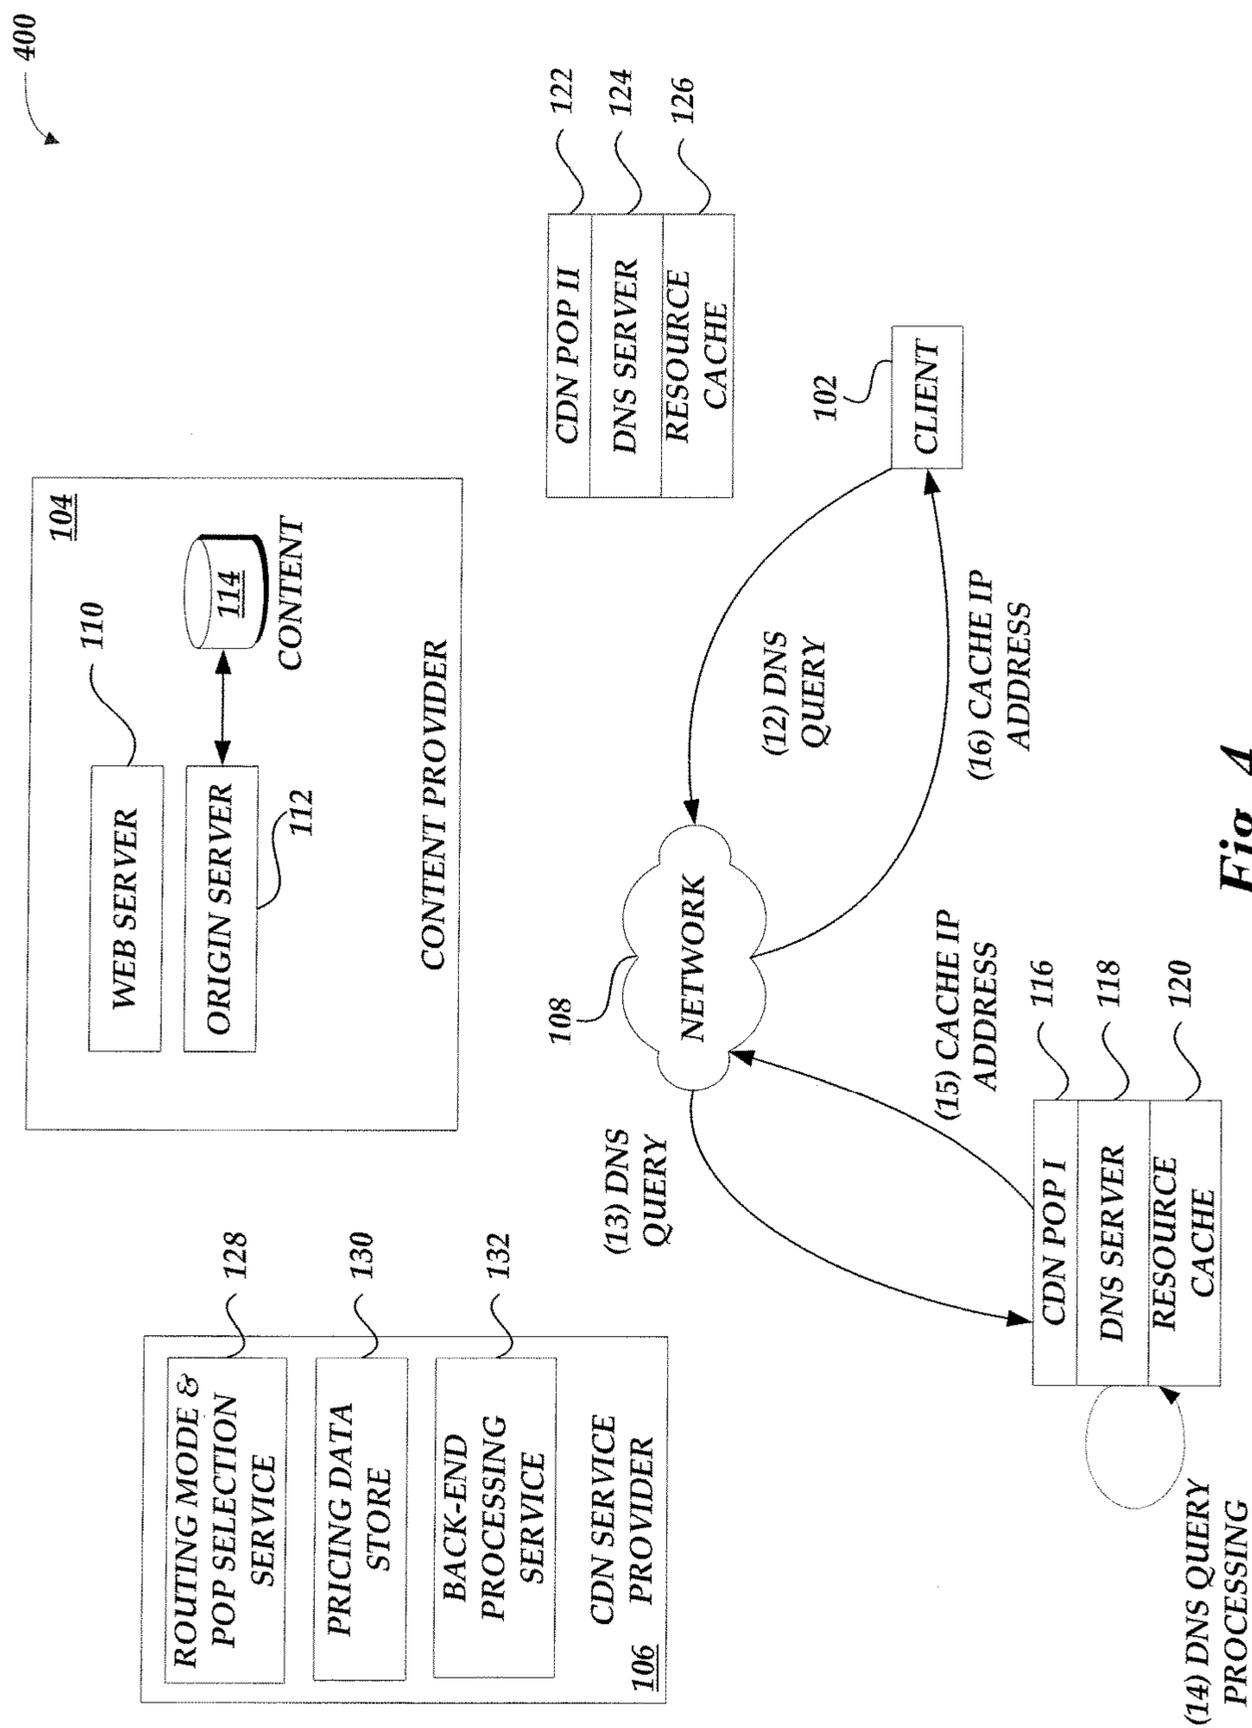 400
104
110
WEB SERVER
ORIGIN SERVER
112
114
CONTENT
CONTENT PROVIDER
ROUTING MODE &
POP SELECTION
SERVICE
128
PRICING DATA
STORE
130
BACK-END
PROCESSING
SERVICE
132
CDN SERVICE
PROVIDER
106
CDN POP II
DNS SERVER
RESOURCE
CACHE
122
124
126
102
CLIENT
(12) DNS
QUERY
(16) CACHE IP
ADDRESS
108
NETWORK
(13) DNS
QUERY
(15) CACHE IP
ADDRESS
116
118
120
CDN POP I
DNS SERVER
RESOURCE
CACHE
(14) DNS QUERY
PROCESSING
Fig. 4